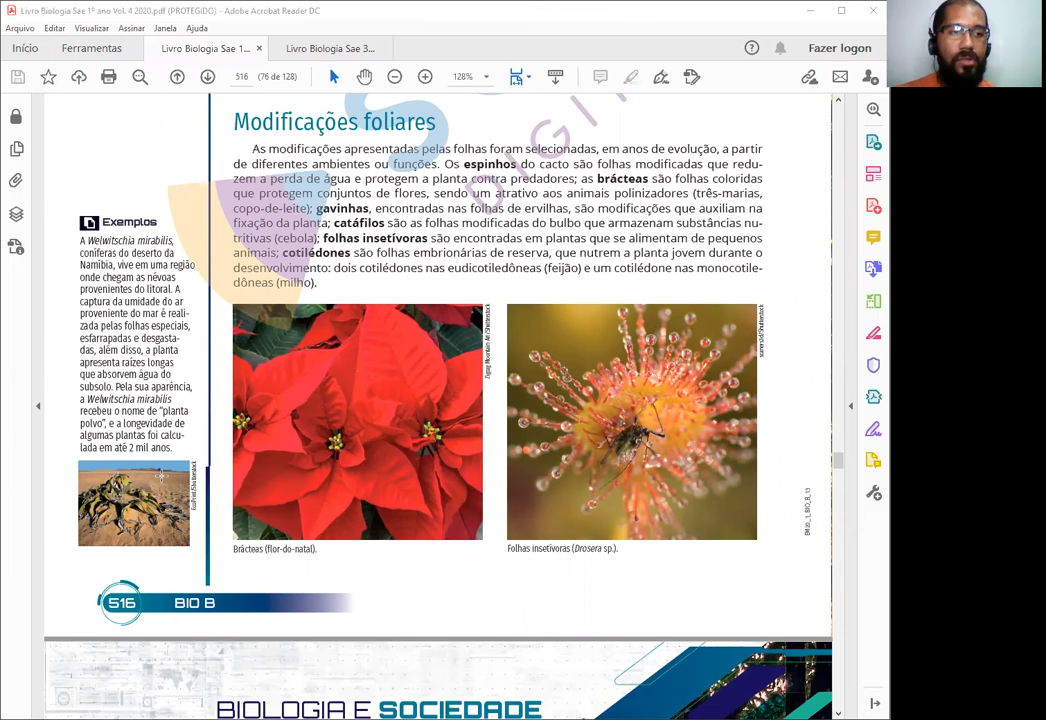 Livro Biologia Sae 1º ano Vol. 4 2020.pdf (PROTEGIDO) - Adobe Acrobat Reader DC
Arquivo Editar Visualizar Assinar Janela Ajuda
Início Ferramentas Livro Biologia Sae 1... × Livro Biologia Sae 3... Fazer logon
516 (76 de 128) 128%
DIGIT
Modificações foliares
As modificações apresentadas pelas folhas foram selecionadas, em anos de evolução, a partir
de diferentes ambientes ou funções. Os espinhos do cacto são folhas modificadas que redu-
zem a perda de água e protegem a planta contra predadores; as brácteas são folhas coloridas
que protegem conjuntos de flores, sendo um atrativo aos animais polinizadores (três-marias,
copo-de-leite); gavinhas, encontradas nas folhas de ervilhas, são modificações que auxiliam na
fixação da planta; catáfilos são as folhas modificadas do bulbo que armazenam substâncias nu-
tritivas (cebola); folhas insetívoras são encontradas em plantas que se alimentam de pequenos
animais; cotilédones são folhas embrionárias de reserva, que nutrem a planta jovem durante o
desenvolvimento: dois cotilédones nas eudicotiledôneas (feijão) e um cotilédone nas monocotile-
dôneas (milho).
Exemplos
A Welwitschia mirabilis,
coníferas do deserto da
Namíbia, vive em uma região
onde chegam as névoas
provenientes do litoral. A
captura da umidade do ar
proveniente do mar é reali-
zada pelas folhas especiais,
esfarrapadas e desgasta-
das, além disso, a planta
apresenta raízes longas
que absorvem água do
subsolo. Pela sua aparência,
a Welwitschia mirabilis
recebeu o nome de “planta
polvo”, e a longevidade de
algumas plantas foi calcu-
lada em até 2 mil anos.
EcoPrint/Shutterstock
Zigzag Mountain Art/Shutterstock
Brácteas (flor-do-natal).
Folhas insetívoras (Drosera sp.).
EM20_1_BIO_B_13
516 BIO B
BIOLOGIA E SOCIEDADE